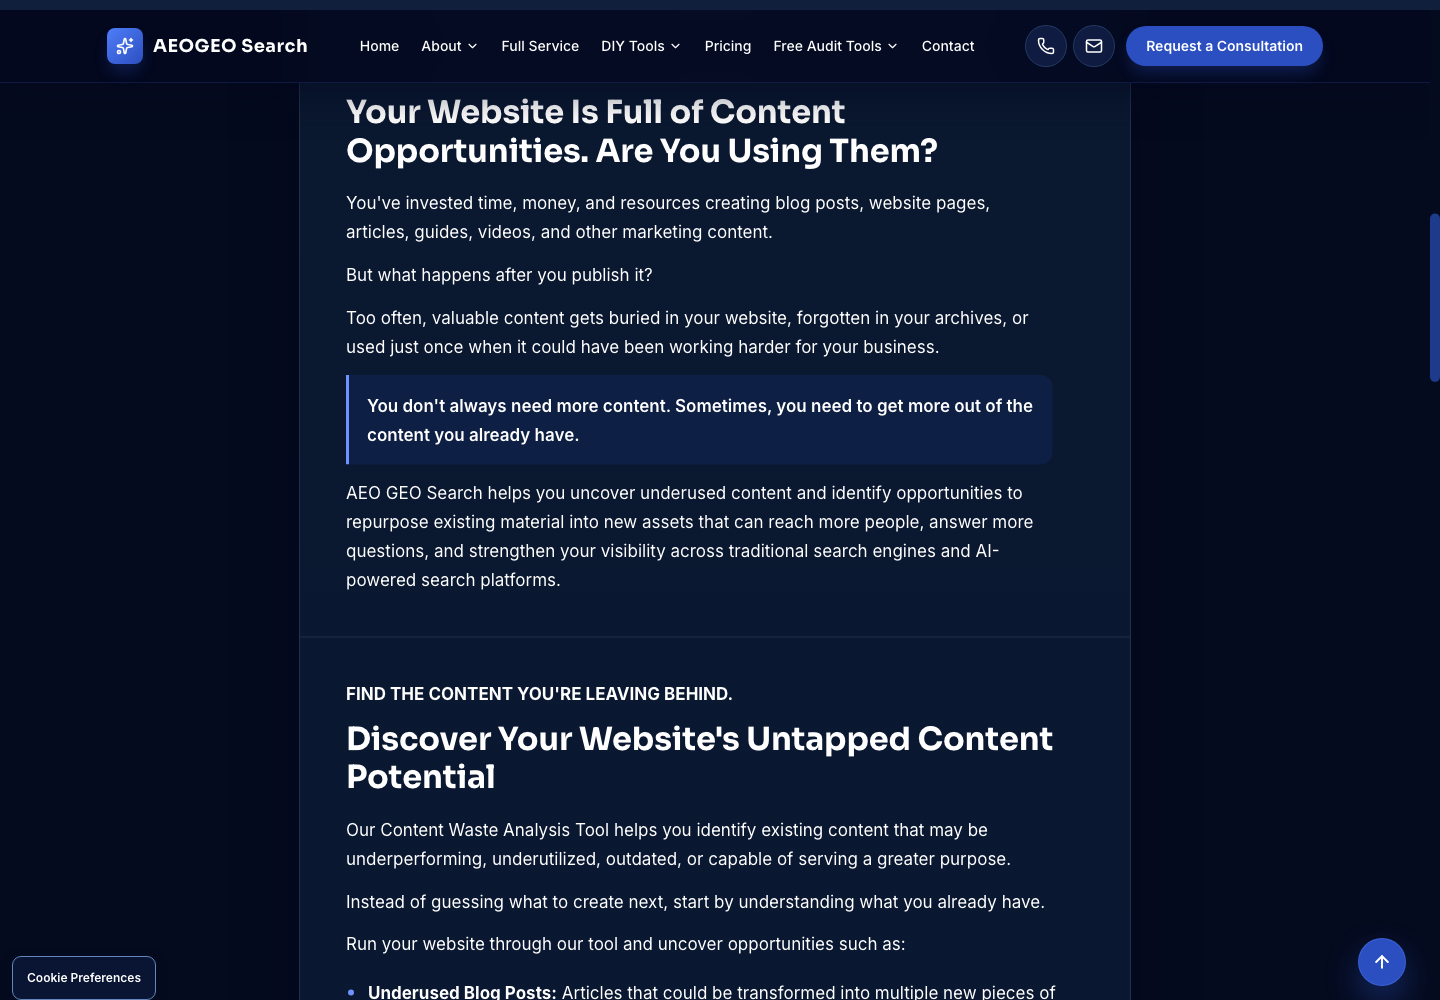 AEOGEO Search
Home
About
Full Service
DIY Tools
Pricing
Free Audit Tools
Contact
Request a Consultation
Your Website Is Full of Content
Opportunities. Are You Using Them?
You've invested time, money, and resources creating blog posts, website pages,
articles, guides, videos, and other marketing content.
But what happens after you publish it?
Too often, valuable content gets buried in your website, forgotten in your archives, or
used just once when it could have been working harder for your business.
You don't always need more content. Sometimes, you need to get more out of the
content you already have.
AEO GEO Search helps you uncover underused content and identify opportunities to
repurpose existing material into new assets that can reach more people, answer more
questions, and strengthen your visibility across traditional search engines and AI-
powered search platforms.
FIND THE CONTENT YOU'RE LEAVING BEHIND.
Discover Your Website's Untapped Content
Potential
Our Content Waste Analysis Tool helps you identify existing content that may be
underperforming, underutilized, outdated, or capable of serving a greater purpose.
Instead of guessing what to create next, start by understanding what you already have.
Run your website through our tool and uncover opportunities such as:
Underused Blog Posts: Articles that could be transformed into multiple new pieces of
Cookie Preferences